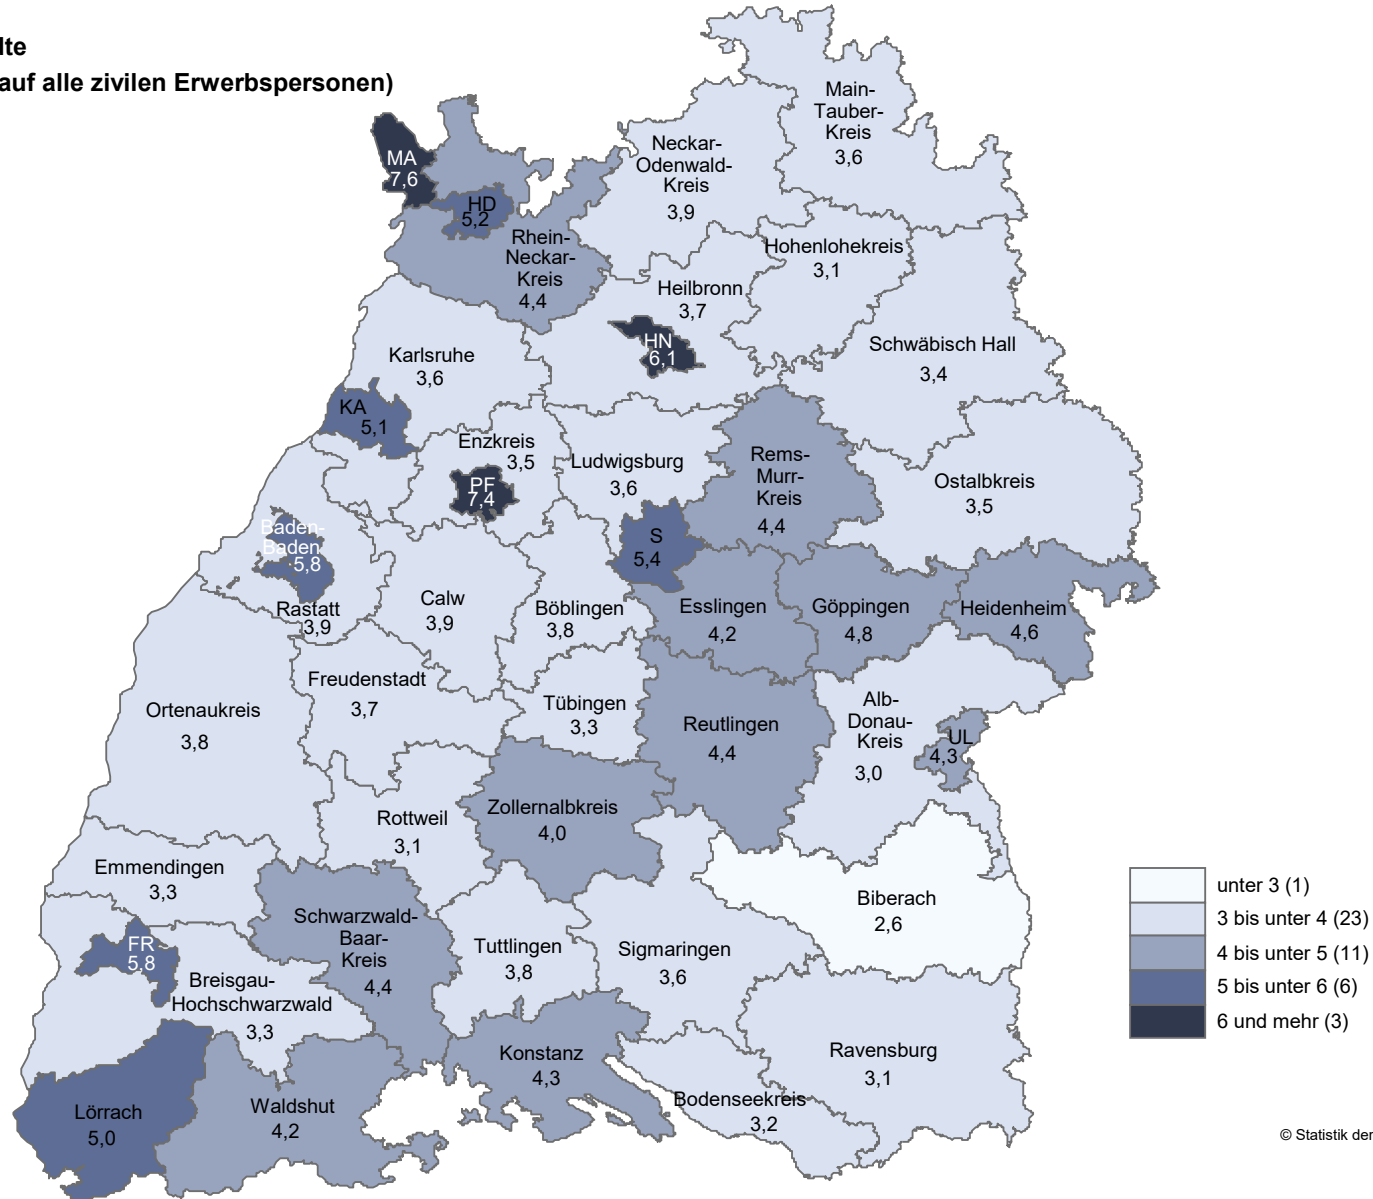 lte
auf alle zivilen Erwerbspersonen)
Main-
Tauber-
Kreis
3,6
MA
7,6
Neckar-
Odenwald-
Kreis
3,9
HD
5,2
Rhein-
Neckar-
Kreis
4,4
Hohenlohekreis
3,1
Heilbronn
3,7
HN
6,1
Schwäbisch Hall
3,4
Karlsruhe
3,6
KA
5,1
Enzkreis
3,5
PF
7,4
Ludwigsburg
3,6
Rems-
Murr-
Kreis
4,4
Ostalbkreis
3,5
Baden-
Baden
5,8
S
5,4
Rastatt
3,9
Calw
3,9
Böblingen
3,8
Esslingen
4,2
Göppingen
4,8
Heidenheim
4,6
Ortenaukreis
3,8
Freudenstadt
3,7
Tübingen
3,3
Reutlingen
4,4
Alb-
Donau-
Kreis
3,0
UL
4,3
Rottweil
3,1
Zollernalbkreis
4,0
Emmendingen
3,3
Biberach
2,6
FR
5,8
Schwarzwald-
Baar-
Kreis
4,4
Tuttlingen
3,8
Sigmaringen
3,6
Breisgau-
Hochschwarzwald
3,3
Konstanz
4,3
Ravensburg
3,1
Bodenseekreis
3,2
Lörrach
5,0
Waldshut
4,2
unter 3 (1)
3 bis unter 4 (23)
4 bis unter 5 (11)
5 bis unter 6 (6)
6 und mehr (3)
© Statistik der